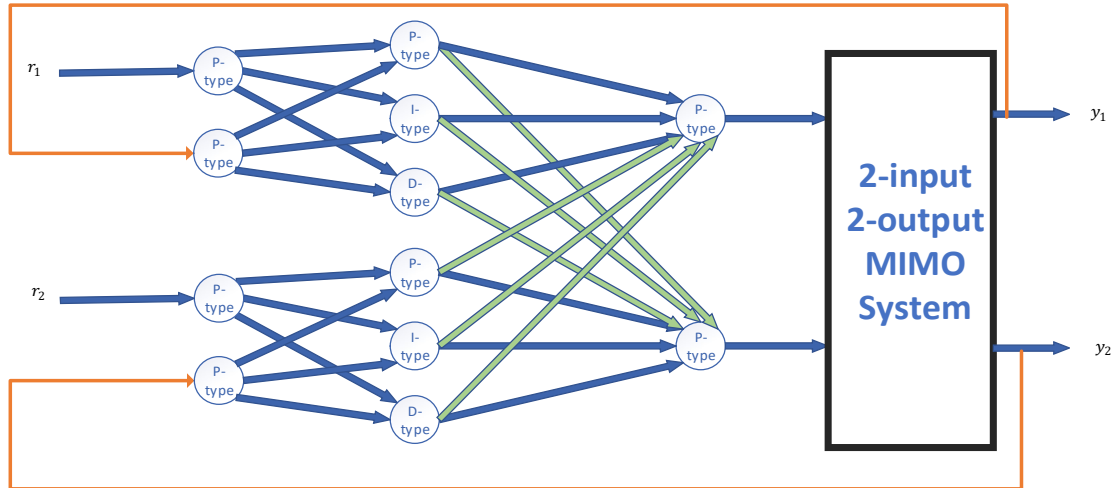 P-
type
r₁
P-
type
y₁
I-
type
P-
type
P-
type
D-
type
2-input
2-output
MIMO
System
P-
type
r₂
P-
type
I-
type
P-
type
y₂
P-
type
D-
type